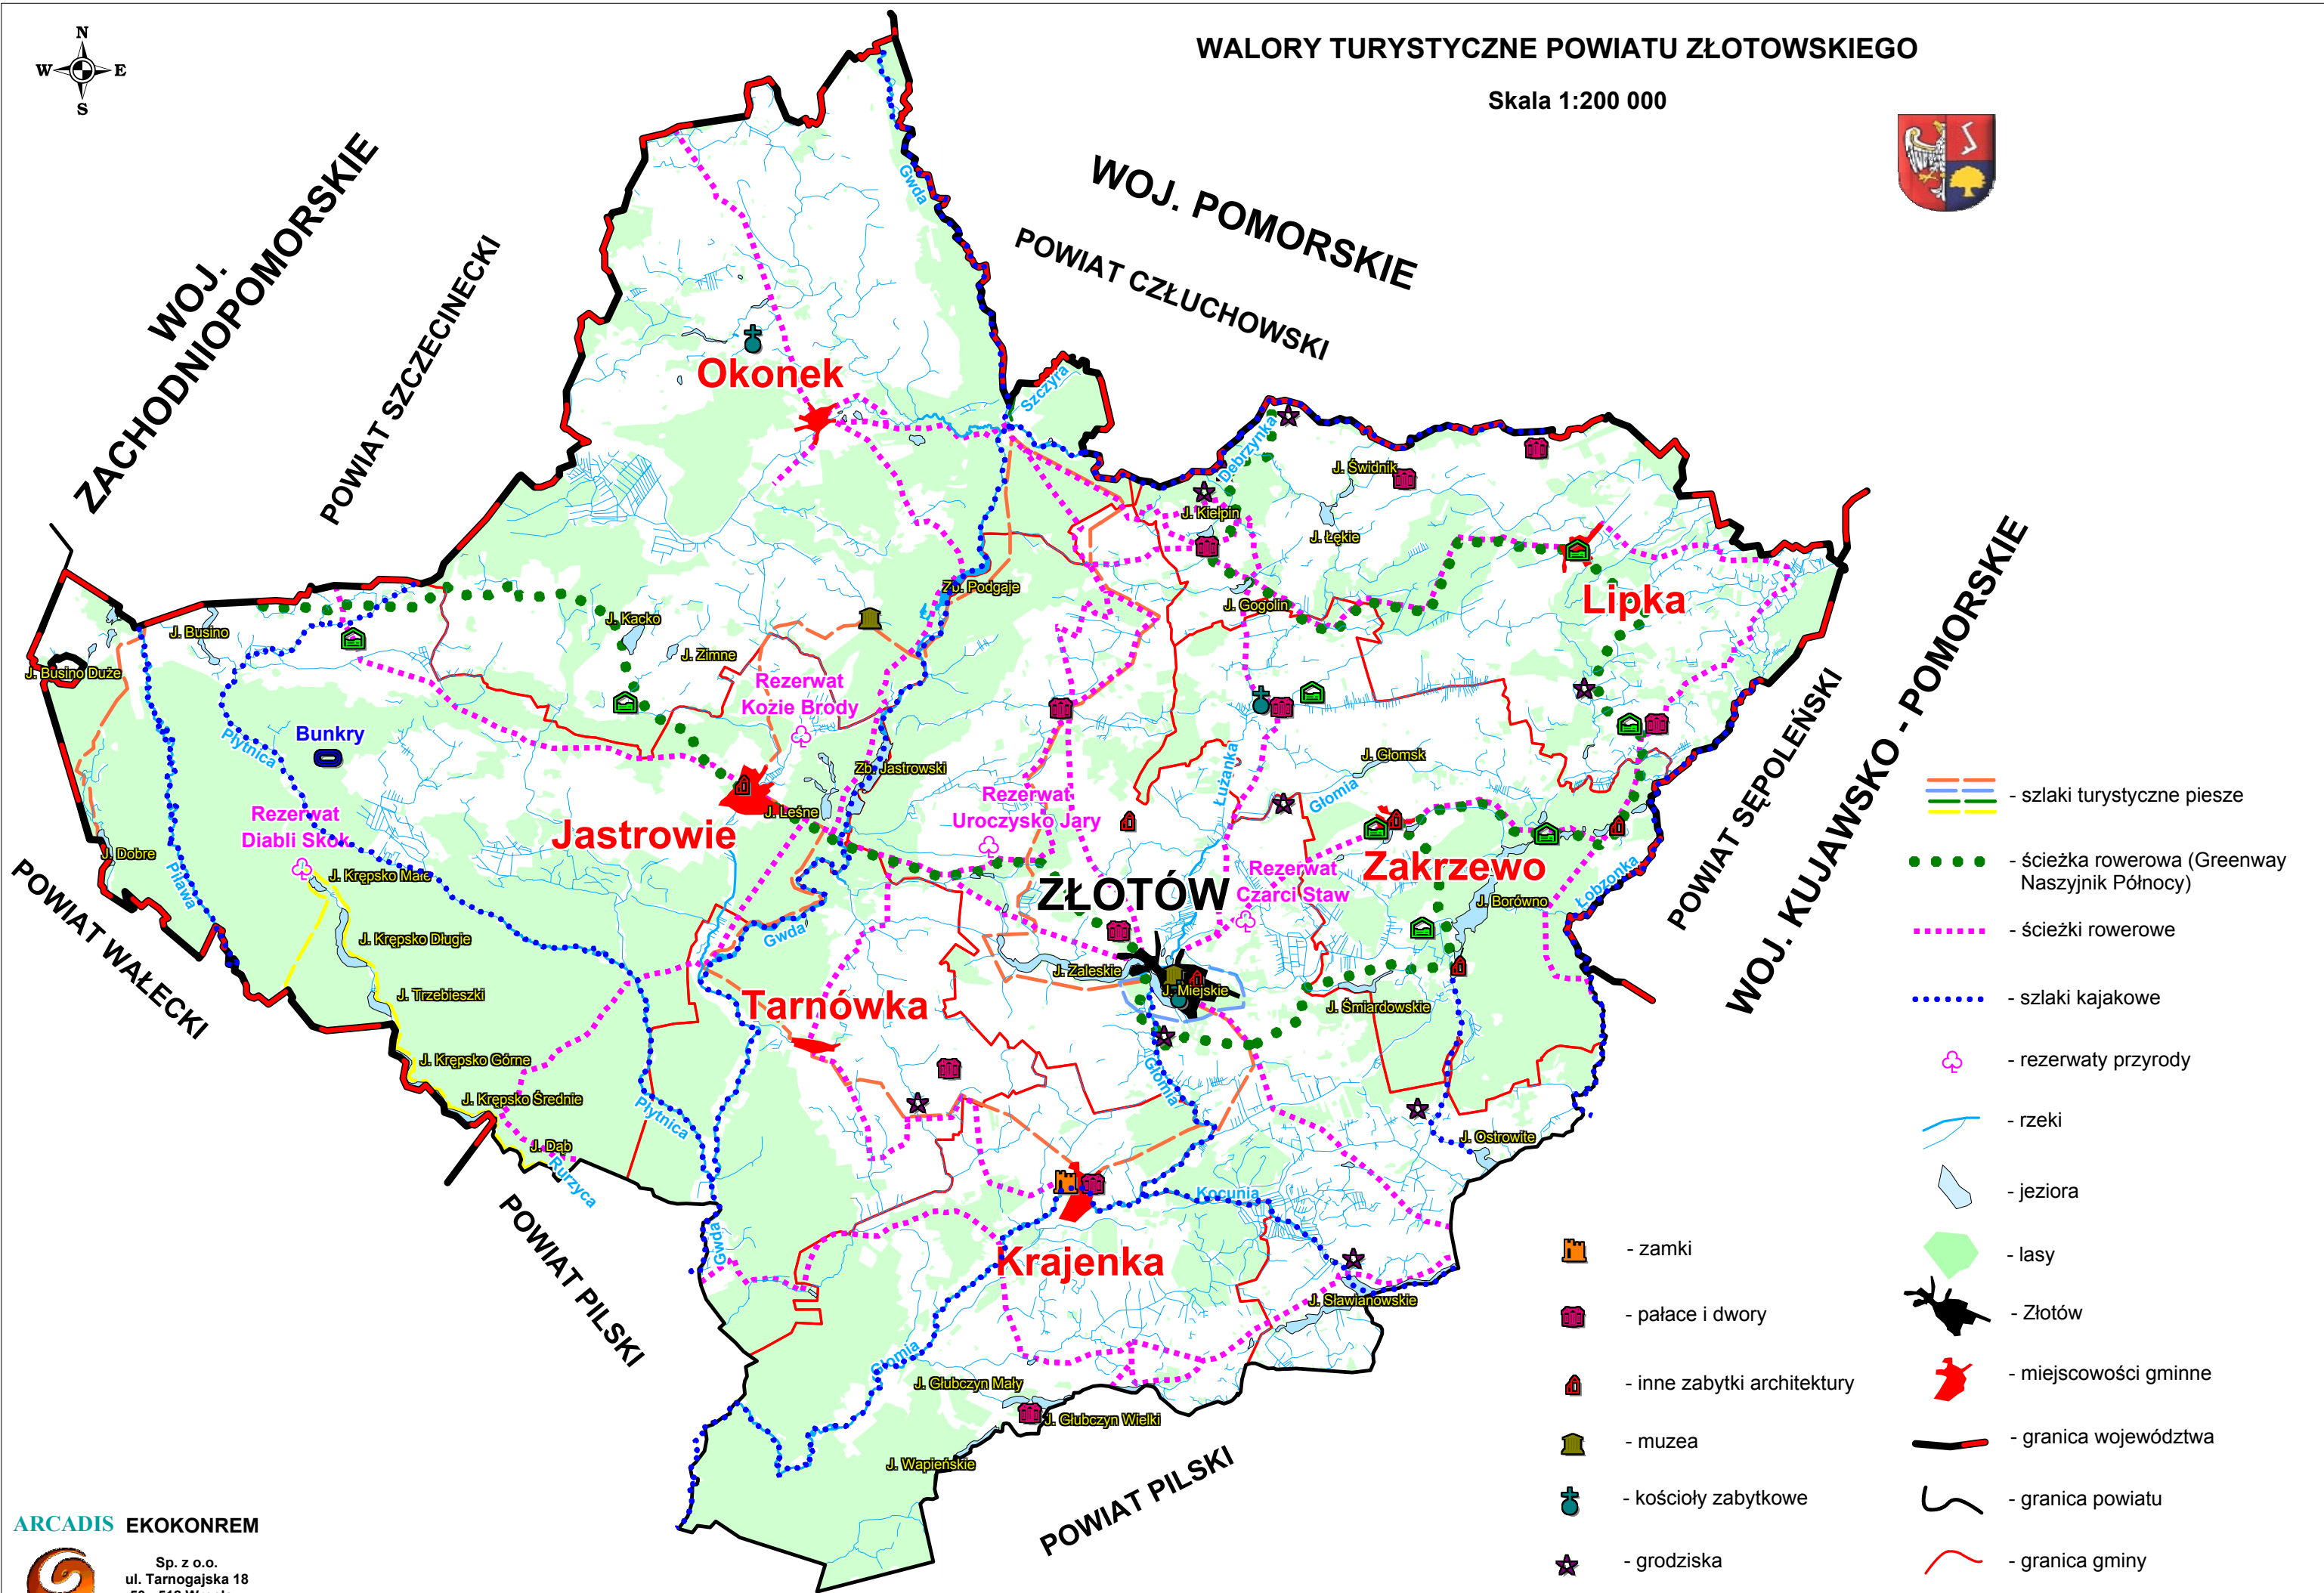 WALORY TURYSTYCZNE POWIATU ZŁOTOWSKIEGO
Skala 1:200 000
N
W
E
S
WOJ.
ZACHODNIOPOMORSKIE
POWIAT SZCZECINECKI
WOJ. POMORSKIE
POWIAT CZŁUCHOWSKI
WOJ. KUJAWSKO - POMORSKIE
POWIAT SĘPOLEŃSKI
POWIAT WAŁECKI
POWIAT PILSKI
POWIAT PILSKI
Gwda
Szczyra
Okonek
Debrzynka
J. Świdnik
J. Kiełpin
J. Łękie
Zb. Podgaje
J. Gogolin
Lipka
J. Busino
J. Busino Duże
J. Kacko
J. Zimne
Rezerwat
Kozie Brody
Płytnica
Bunkry
Zb. Jastrowski
J. Głomsk
Łużanka
Głomia
Rezerwat
Uroczysko Jary
Rezerwat
Diabli Skok
J. Leśne
Jastrowie
J. Dobre
Piława
J. Krępsko Małe
Zakrzewo
Rezerwat
Czarci Staw
ZŁOTÓW
J. Borówno
Łobzonka
J. Krępsko Długie
Gwda
J. Zaleskie
J. Miejskie
J. Trzebieszki
Tarnówka
J. Śmiardowskie
J. Krępsko Górne
J. Krępsko Średnie
Płytnica
Głomia
J. Dąb
Rurzyca
J. Ostrowite
Kocunia
Gwda
Krajenka
J. Sławianowskie
Głomia
J. Głubczyn Mały
J. Głubczyn Wielki
J. Wapieńskie
- szlaki turystyczne piesze
- ścieżka rowerowa (Greenway
Naszyjnik Północy)
- ścieżki rowerowe
- szlaki kajakowe
- rezerwaty przyrody
- rzeki
- jeziora
- lasy
- Złotów
- miejscowości gminne
- granica województwa
- granica powiatu
- granica gminy
- zamki
- pałace i dwory
- inne zabytki architektury
- muzea
- kościoły zabytkowe
- grodziska
ARCADIS EKOKONREM
Sp. z o.o.
ul. Tarnogajska 18